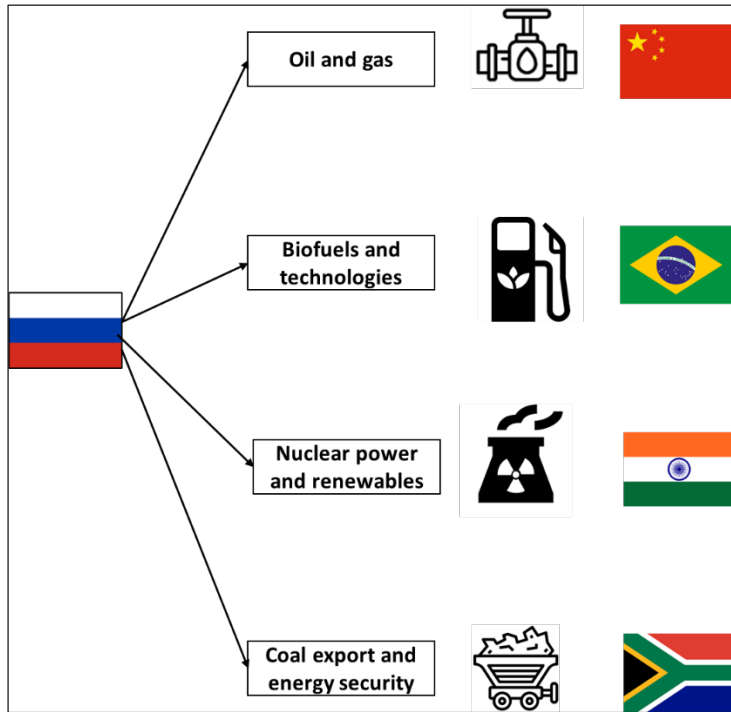 Oil and gas
Biofuels and
technologies
Nuclear power
and renewables
Coal export and
energy security